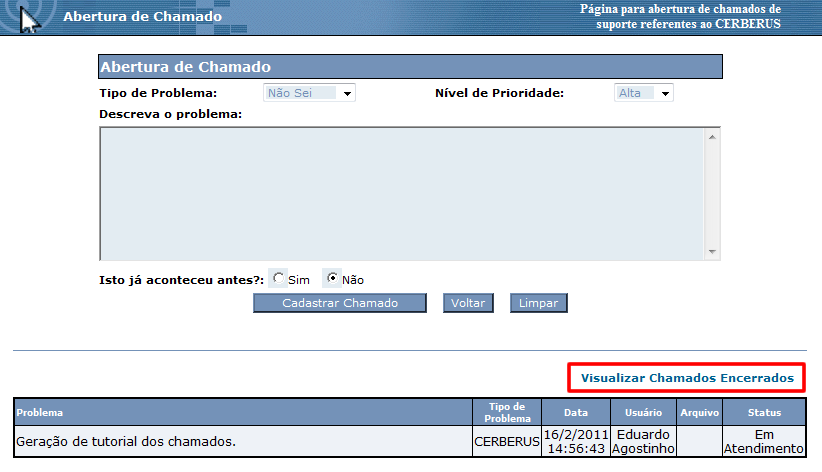 Abertura de Chamado
Página para abertura de chamados de
suporte referentes ao CERBERUS
Abertura de Chamado
Tipo de Problema: Não Sei Nível de Prioridade: Alta
Descreva o problema:
Isto já aconteceu antes?: Sim Não
Cadastrar Chamado Voltar Limpar
Visualizar Chamados Encerrados
Problema Tipo de Problema Data Usuário Arquivo Status
Geração de tutorial dos chamados. CERBERUS 16/2/2011 14:56:43 Eduardo Agostinho Em Atendimento